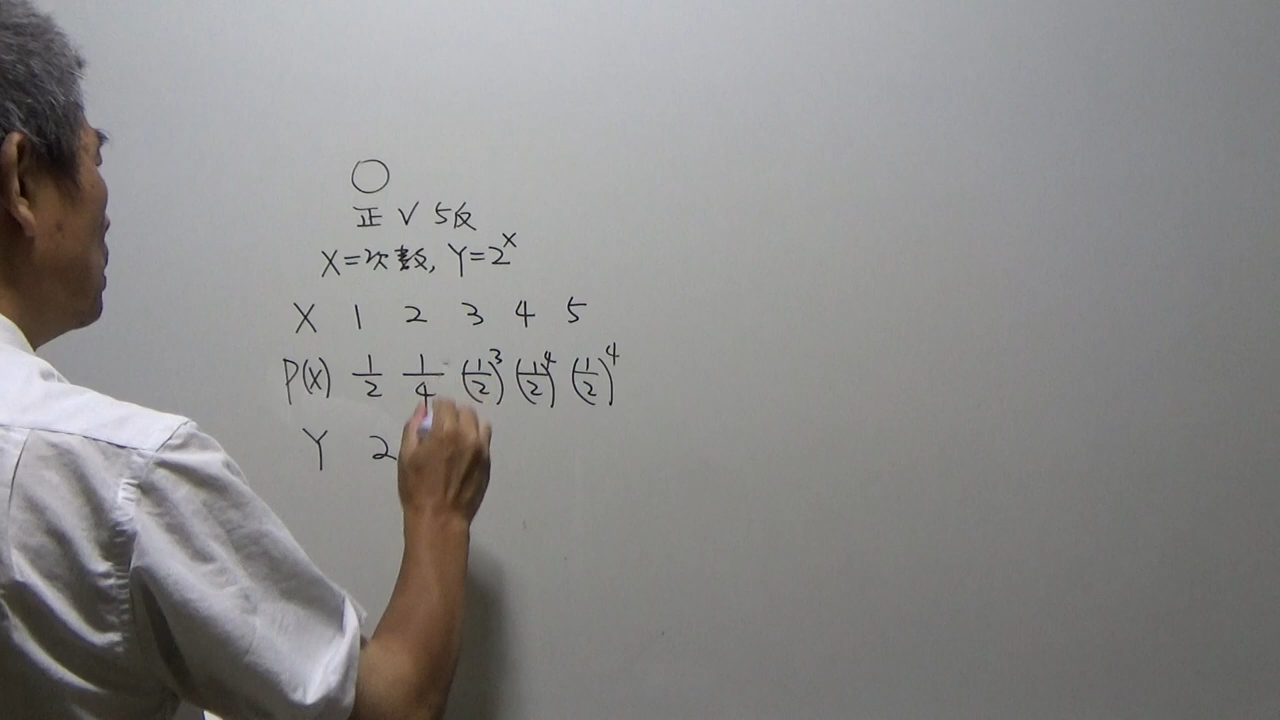 正 ∨ 5反
X=次數, Y=2^X
X 1 2 3 4 5
P(X) 1/2 1/4 (1/2)^3 (1/2)^4 (1/2)^4
Y 2